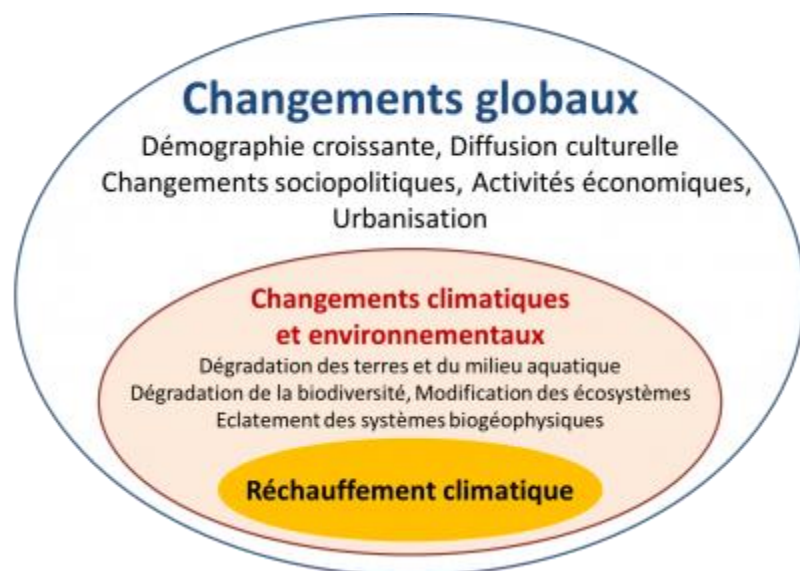 Changements globaux
Démographie croissante, Diffusion culturelle
Changements sociopolitiques, Activités économiques,
Urbanisation
Changements climatiques
et environnementaux
Dégradation des terres et du milieu aquatique
Dégradation de la biodiversité, Modification des écosystèmes
Eclatement des systèmes biogéophysiques
Réchauffement climatique